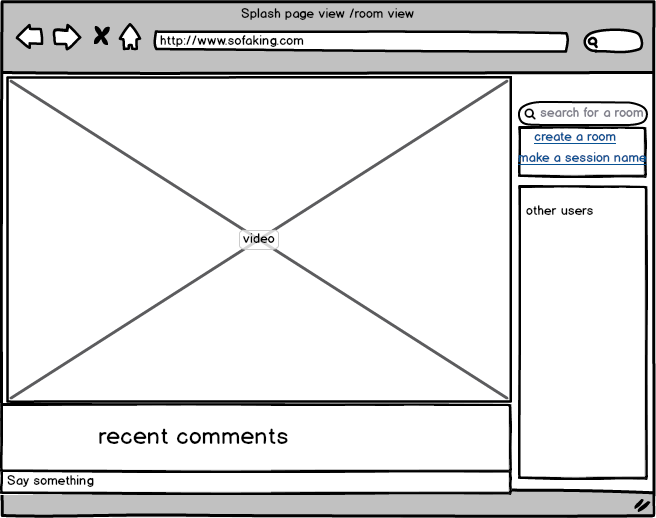 Splash page view /room view
http://www.sofaking.com
search for a room
create a room
make a session name
other users
video
recent comments
Say something